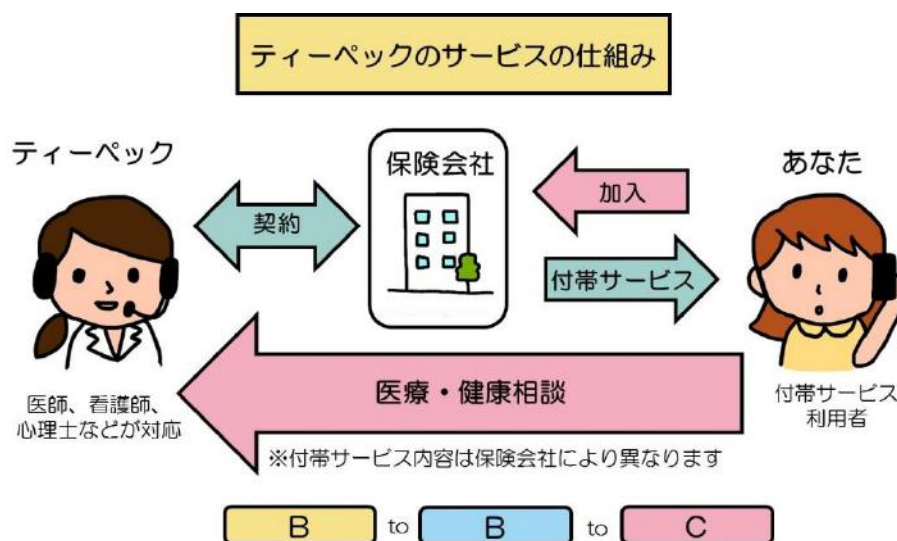 ティーペックのサービスの仕組み
ティーペック
保険会社
あなた
契約
加入
付帯サービス
医療・健康相談
医師、看護師、
心理士などが対応
付帯サービス
利用者
※付帯サービス内容は保険会社により異なります
B to B to C